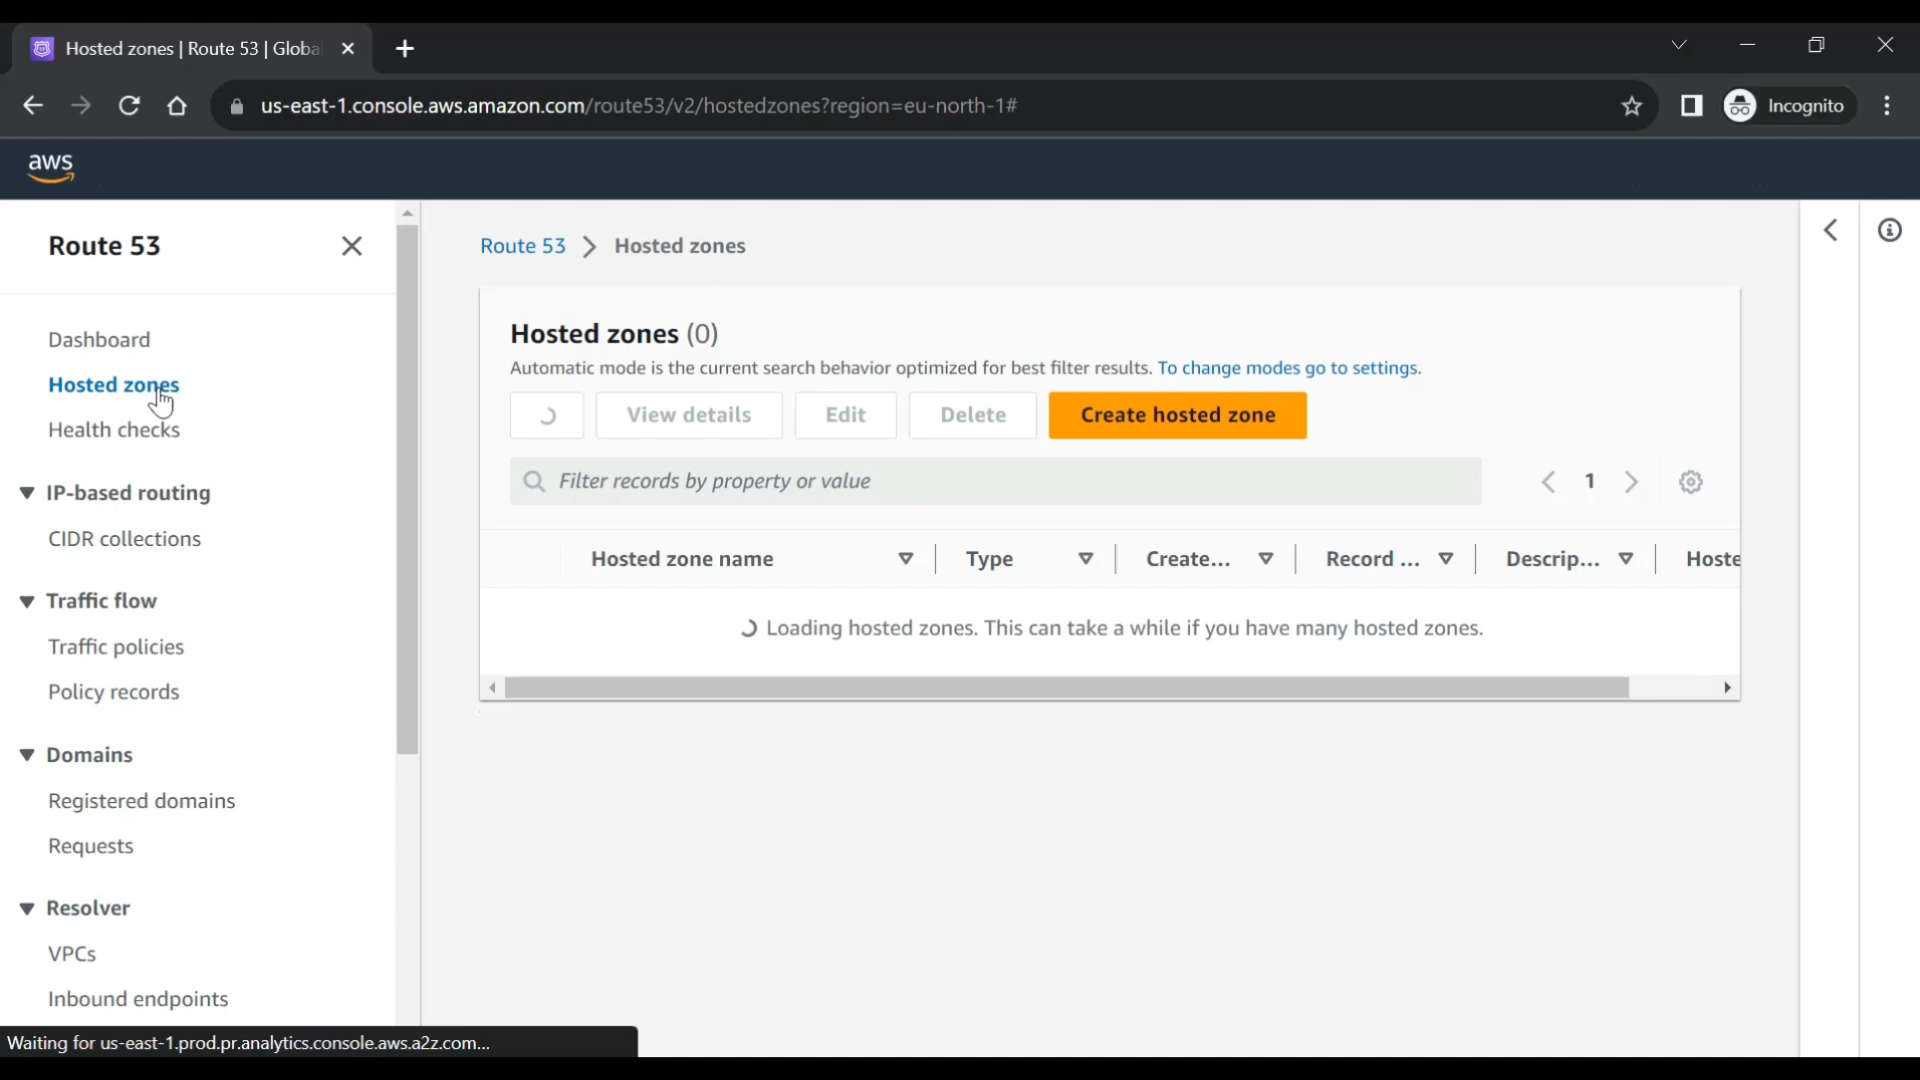 Hosted zones | Route 53 | Globa
us-east-1.console.aws.amazon.com/route53/v2/hostedzones?region=eu-north-1#
Incognito
aws
Route 53
Dashboard
Hosted zones
Health checks
IP-based routing
CIDR collections
Traffic flow
Traffic policies
Policy records
Domains
Registered domains
Requests
Resolver
VPCs
Inbound endpoints
Route 53 > Hosted zones
Hosted zones (0)
Automatic mode is the current search behavior optimized for best filter results. To change modes go to settings.
View details Edit Delete Create hosted zone
Filter records by property or value
1
Hosted zone name Type Create... Record ... Descrip... Hoste
Loading hosted zones. This can take a while if you have many hosted zones.
Waiting for us-east-1.prod.pr.analytics.console.aws.a2z.com...